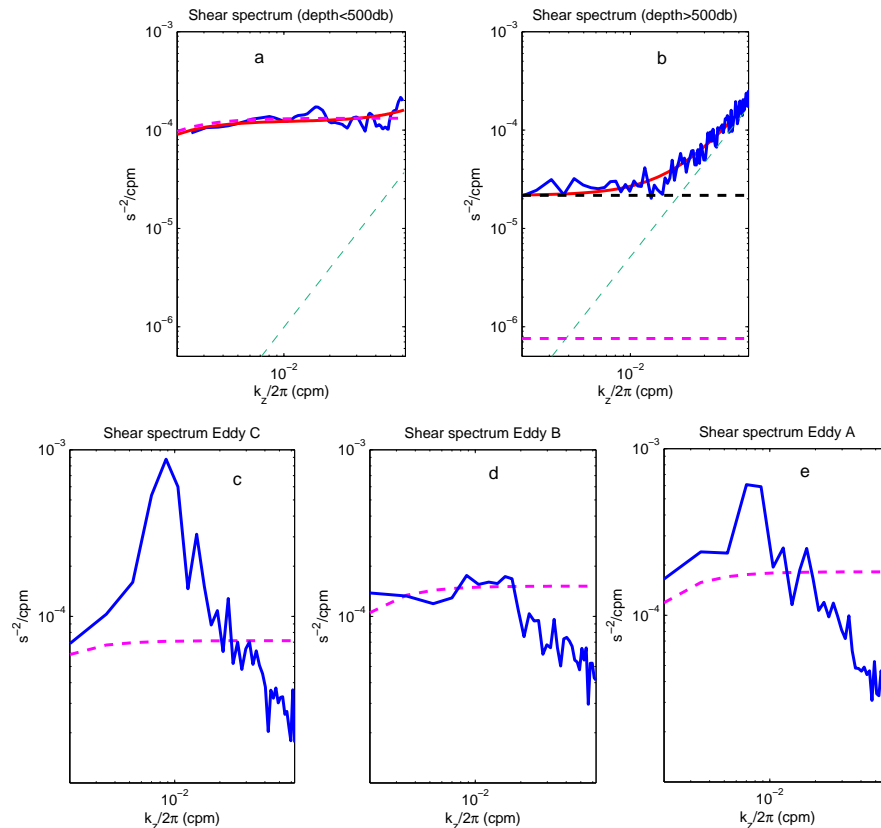 Shear spectrum (depth<500db)
a
10⁻³
10⁻⁴
10⁻⁵
10⁻⁶
s⁻²/cpm
10⁻²
k_z/2π (cpm)
Shear spectrum (depth>500db)
b
10⁻³
10⁻⁴
10⁻⁵
10⁻⁶
s⁻²/cpm
10⁻²
k_z/2π (cpm)
Shear spectrum Eddy C
c
10⁻³
10⁻⁴
s⁻²/cpm
10⁻²
k_z/2π (cpm)
Shear spectrum Eddy B
d
10⁻³
10⁻⁴
s⁻²/cpm
10⁻²
k_z/2π (cpm)
Shear spectrum Eddy A
e
10⁻³
10⁻⁴
s⁻²/cpm
10⁻²
k_z/2π (cpm)